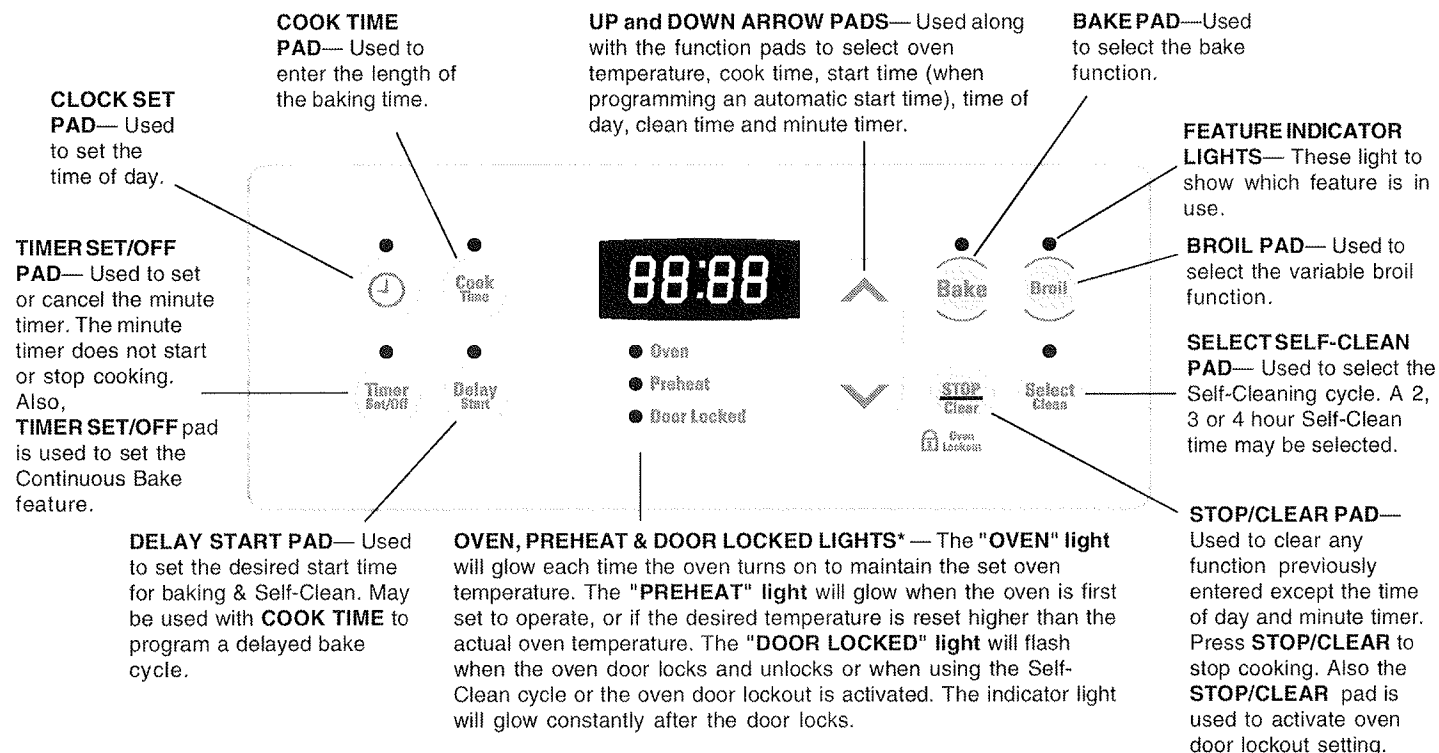 COOK TIME
PAD— Used to
enter the length of
the baking time.
UP and DOWN ARROW PADS— Used along
with the function pads to select oven
temperature, cook time, start time (when
programming an automatic start time), time of
day, clean time and minute timer.
BAKE PAD—Used
to select the bake
function.
CLOCK SET
PAD— Used
to set the
time of day.
FEATURE INDICATOR
LIGHTS— These light to
show which feature is in
use.
TIMER SET/OFF
PAD— Used to set
or cancel the minute
timer. The minute
timer does not start
or stop cooking.
Also,
TIMER SET/OFF pad
is used to set the
Continuous Bake
feature.
BROIL PAD— Used to
select the variable broil
function.
SELECT SELF-CLEAN
PAD— Used to select the
Self-Cleaning cycle. A 2,
3 or 4 hour Self-Clean
time may be selected.
Cook
Time
88:88
Bake
Broil
Timer
Set/Off
Delay
Start
Oven
Preheat
Door Locked
STOP
Clear
Select
Clean
Oven
Lockout
DELAY START PAD— Used
to set the desired start time
for baking & Self-Clean. May
be used with COOK TIME to
program a delayed bake
cycle.
OVEN, PREHEAT & DOOR LOCKED LIGHTS* — The "OVEN" light
will glow each time the oven turns on to maintain the set oven
temperature. The "PREHEAT" light will glow when the oven is first
set to operate, or if the desired temperature is reset higher than the
actual oven temperature. The "DOOR LOCKED" light will flash
when the oven door locks and unlocks or when using the Self-
Clean cycle or the oven door lockout is activated. The indicator light
will glow constantly after the door locks.
STOP/CLEAR PAD—
Used to clear any
function previously
entered except the time
of day and minute timer.
Press STOP/CLEAR to
stop cooking. Also the
STOP/CLEAR pad is
used to activate oven
door lockout setting.